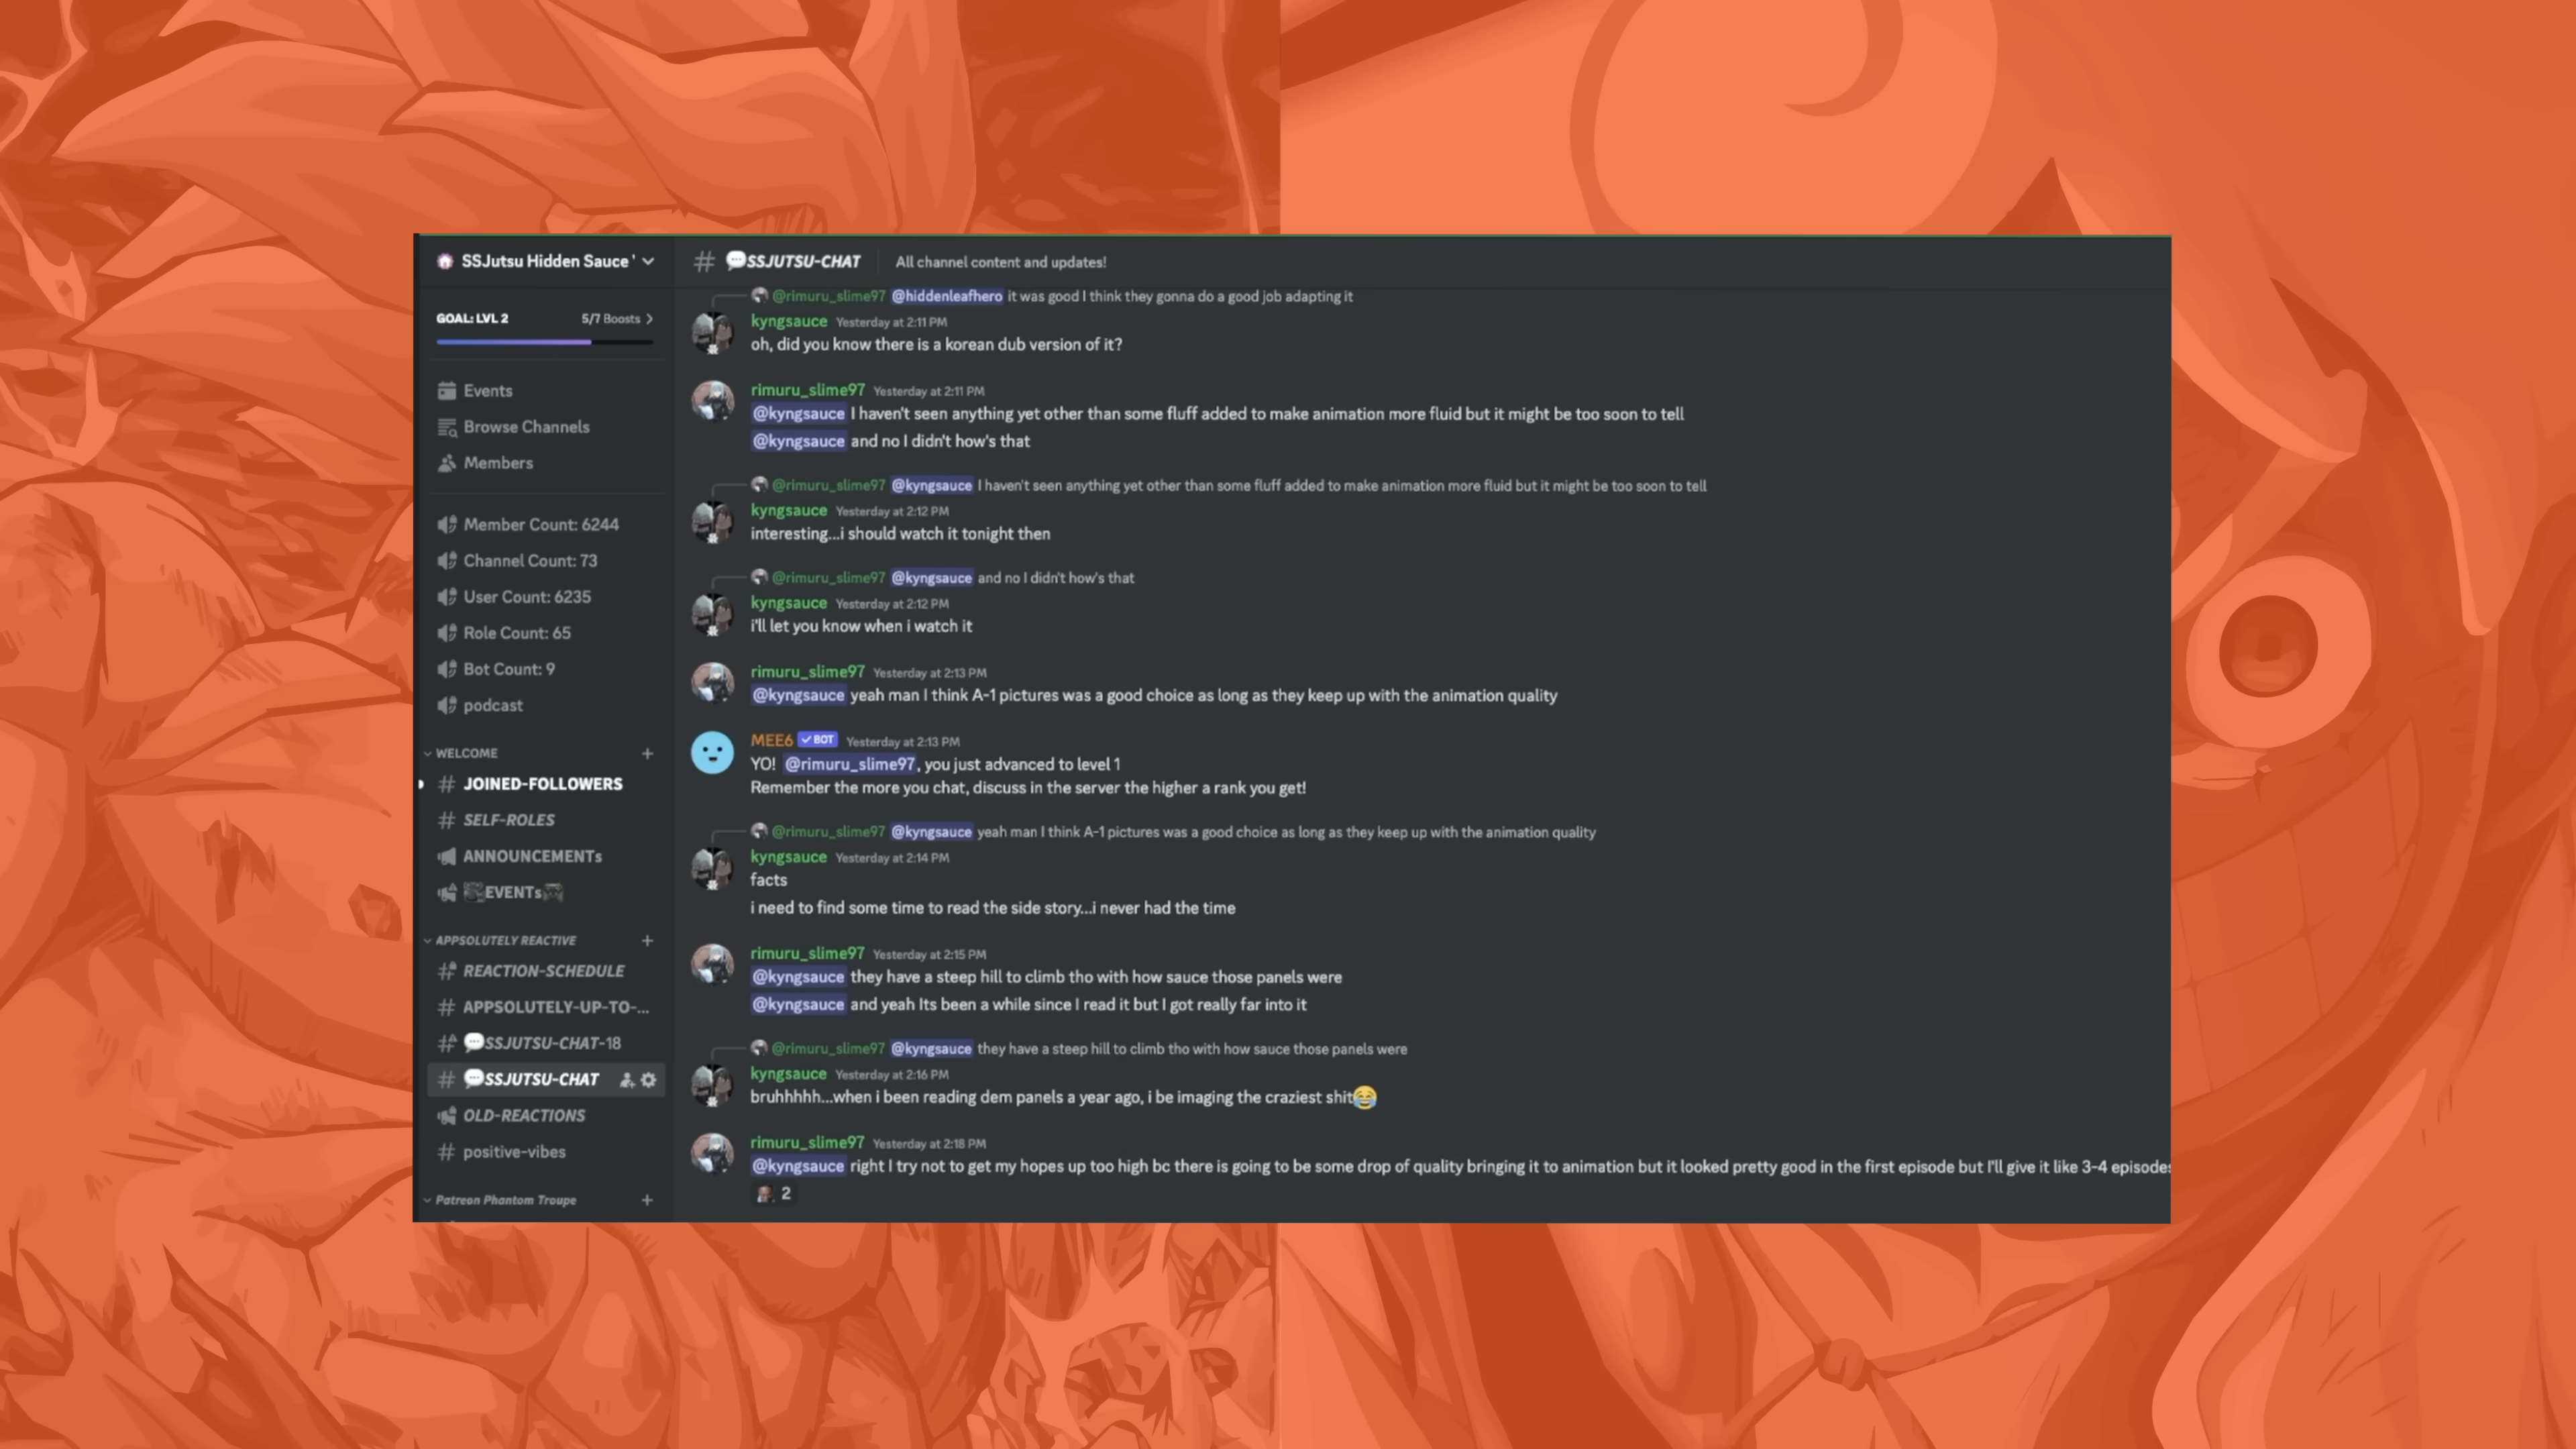 SSJutsu Hidden Sauce '
GOAL: LVL 2 5/7 Boosts
Events
Browse Channels
Members
Member Count: 6244
Channel Count: 73
User Count: 6235
Role Count: 65
Bot Count: 9
podcast
WELCOME
JOINED-FOLLOWERS
SELF-ROLES
ANNOUNCEMENTs
EVENTs
APPSOLUTELY REACTIVE
REACTION-SCHEDULE
APPSOLUTELY-UP-TO-...
💬SSJUTSU-CHAT-18
💬SSJUTSU-CHAT
OLD-REACTIONS
positive-vibes
Patreon Phantom Troupe
# 💬SSJUTSU-CHAT All channel content and updates!
@rimuru_slime97 @hiddenleafhero it was good I think they gonna do a good job adapting it
kyngsauce Yesterday at 2:11 PM
oh, did you know there is a korean dub version of it?
rimuru_slime97 Yesterday at 2:11 PM
@kyngsauce I haven't seen anything yet other than some fluff added to make animation more fluid but it might be too soon to tell
@kyngsauce and no I didn't how's that
@rimuru_slime97 @kyngsauce I haven't seen anything yet other than some fluff added to make animation more fluid but it might be too soon to tell
kyngsauce Yesterday at 2:12 PM
interesting...i should watch it tonight then
@rimuru_slime97 @kyngsauce and no I didn't how's that
kyngsauce Yesterday at 2:12 PM
i'll let you know when i watch it
rimuru_slime97 Yesterday at 2:13 PM
@kyngsauce yeah man I think A-1 pictures was a good choice as long as they keep up with the animation quality
MEE6 ✓ BOT Yesterday at 2:13 PM
YO! @rimuru_slime97, you just advanced to level 1
Remember the more you chat, discuss in the server the higher a rank you get!
@rimuru_slime97 @kyngsauce yeah man I think A-1 pictures was a good choice as long as they keep up with the animation quality
kyngsauce Yesterday at 2:14 PM
facts
i need to find some time to read the side story...i never had the time
rimuru_slime97 Yesterday at 2:15 PM
@kyngsauce they have a steep hill to climb tho with how sauce those panels were
@kyngsauce and yeah Its been a while since I read it but I got really far into it
@rimuru_slime97 @kyngsauce they have a steep hill to climb tho with how sauce those panels were
kyngsauce Yesterday at 2:16 PM
bruhhhhh...when i been reading dem panels a year ago, i be imaging the craziest shit😂
rimuru_slime97 Yesterday at 2:18 PM
@kyngsauce right I try not to get my hopes up too high bc there is going to be some drop of quality bringing it to animation but it looked pretty good in the first episode but I'll give it like 3-4 episodes
2